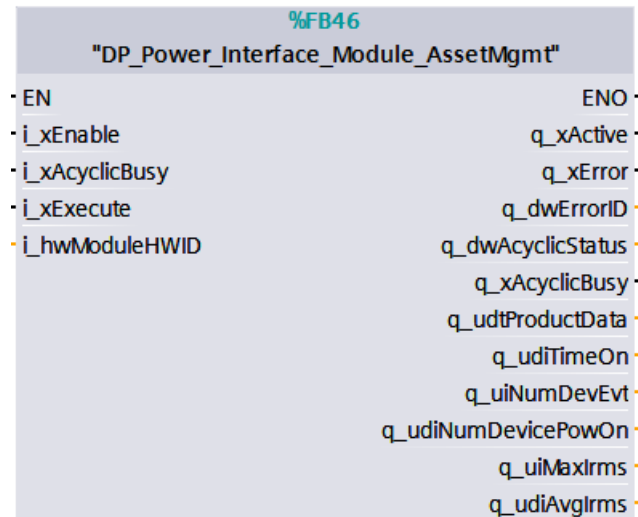 %FB46
"DP_Power_Interface_Module_AssetMgmt"
EN ENO
i_xEnable q_xActive
i_xAcyclicBusy q_xError
i_xExecute q_dwErrorID
i_hwModuleHWID q_dwAcyclicStatus
q_xAcyclicBusy
q_udtProductData
q_udiTimeOn
q_uiNumDevEvt
q_udiNumDevicePowOn
q_uiMaxIrms
q_udiAvgIrms